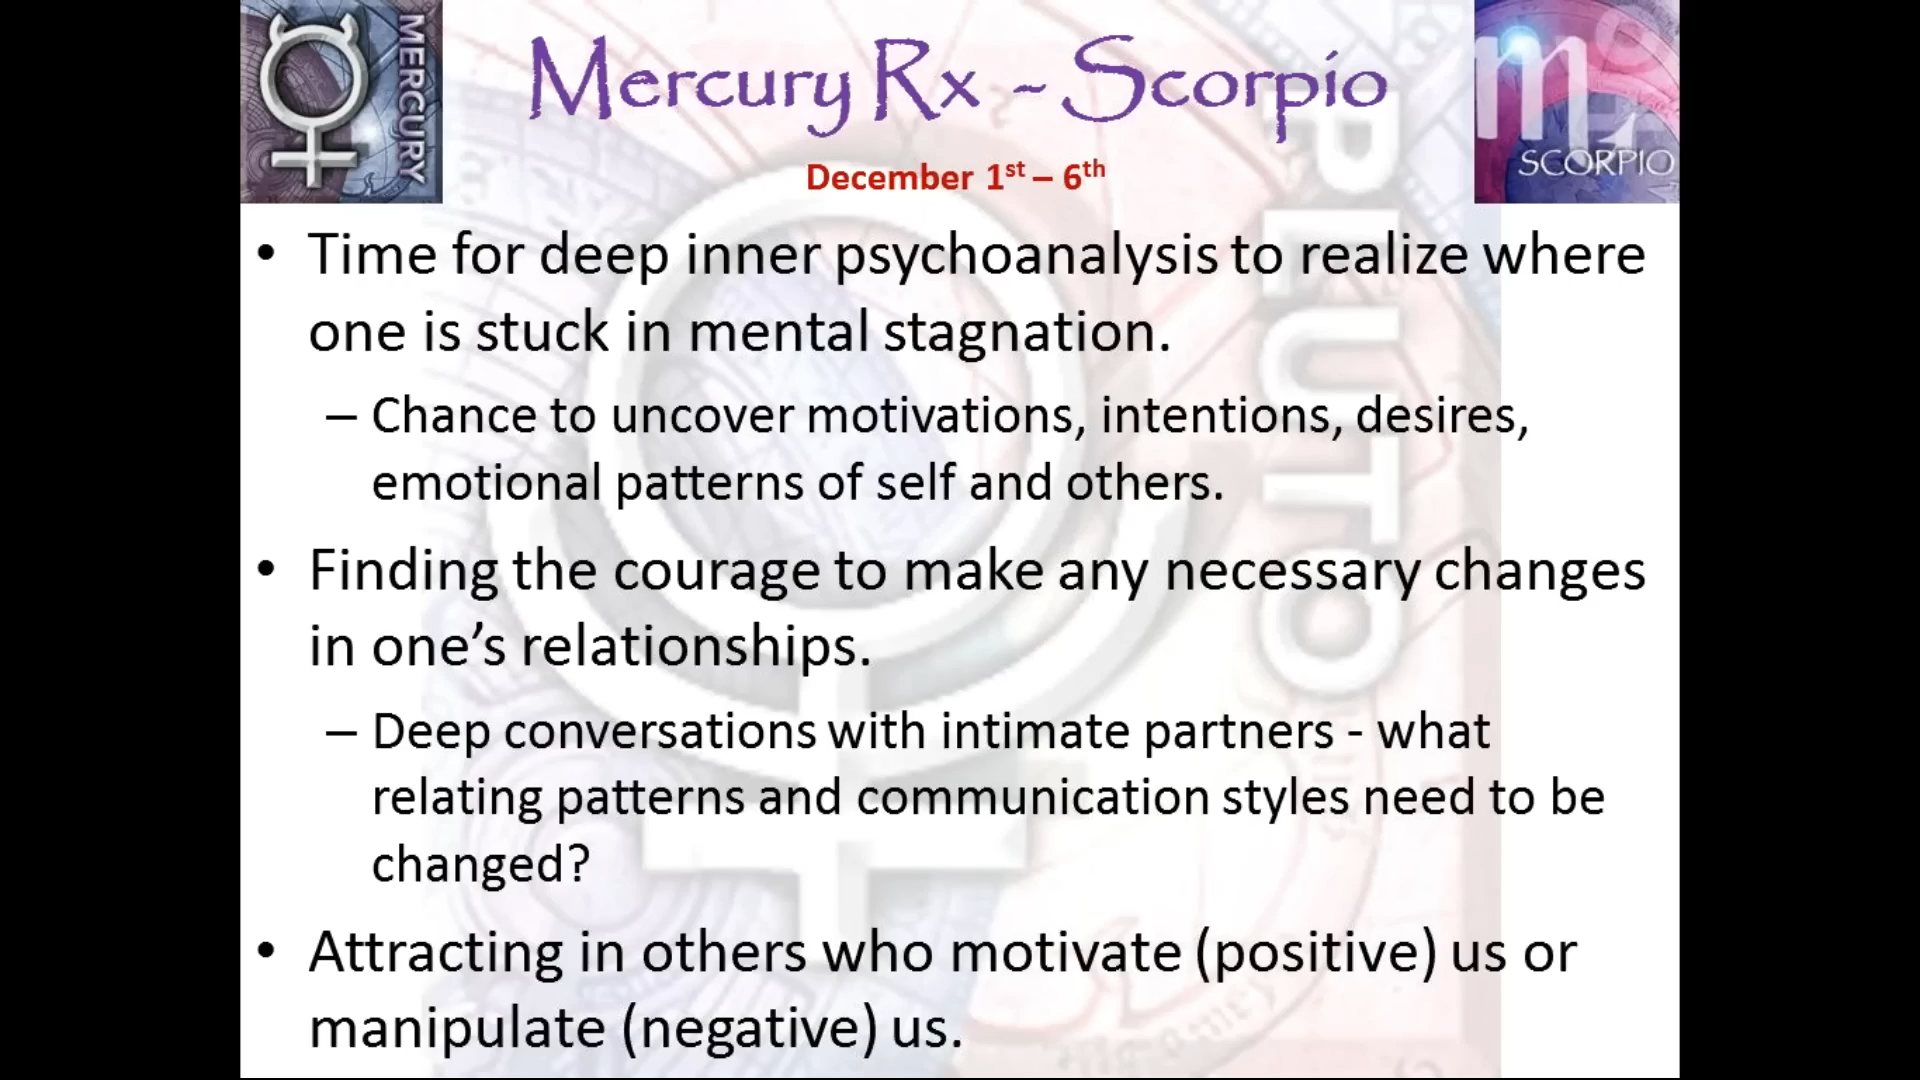 MERCURY
Mercury Rx ~ Scorpio
SCORPIO
December 1st – 6th
PLUTO
• Time for deep inner psychoanalysis to realize where
one is stuck in mental stagnation.
– Chance to uncover motivations, intentions, desires,
emotional patterns of self and others.
• Finding the courage to make any necessary changes
in one’s relationships.
– Deep conversations with intimate partners - what
relating patterns and communication styles need to be
changed?
• Attracting in others who motivate (positive) us or
manipulate (negative) us.